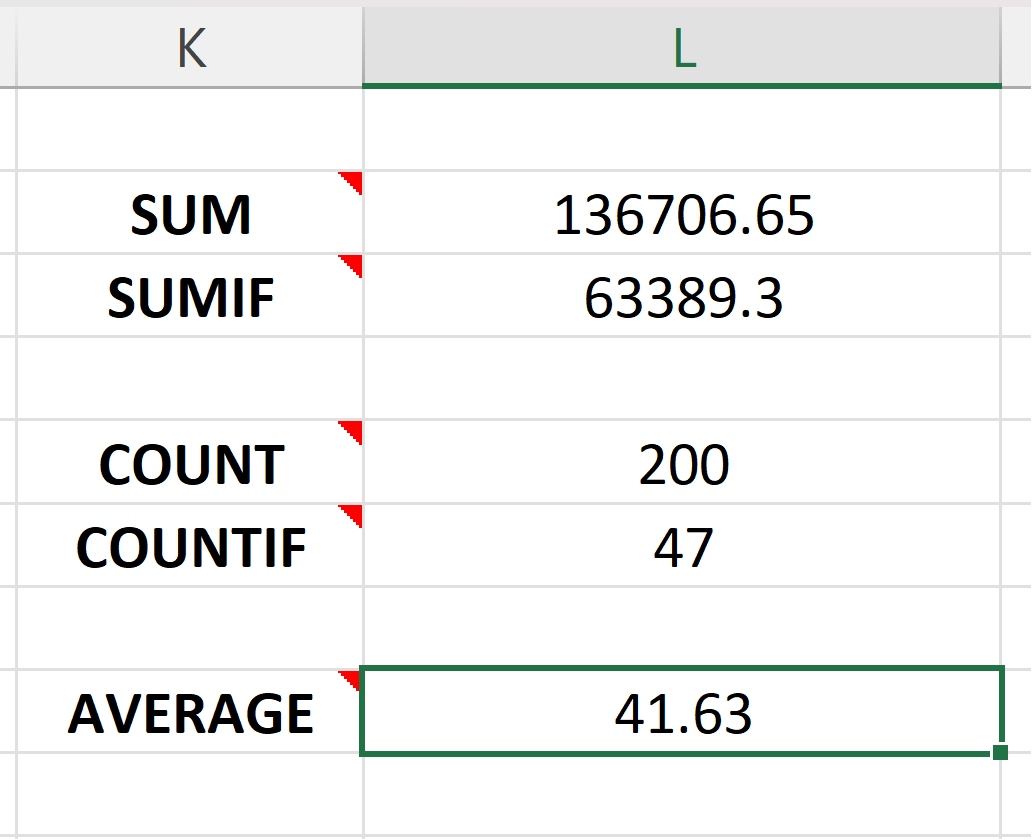 K L
SUM 136706.65
SUMIF 63389.3
COUNT 200
COUNTIF 47
AVERAGE 41.63